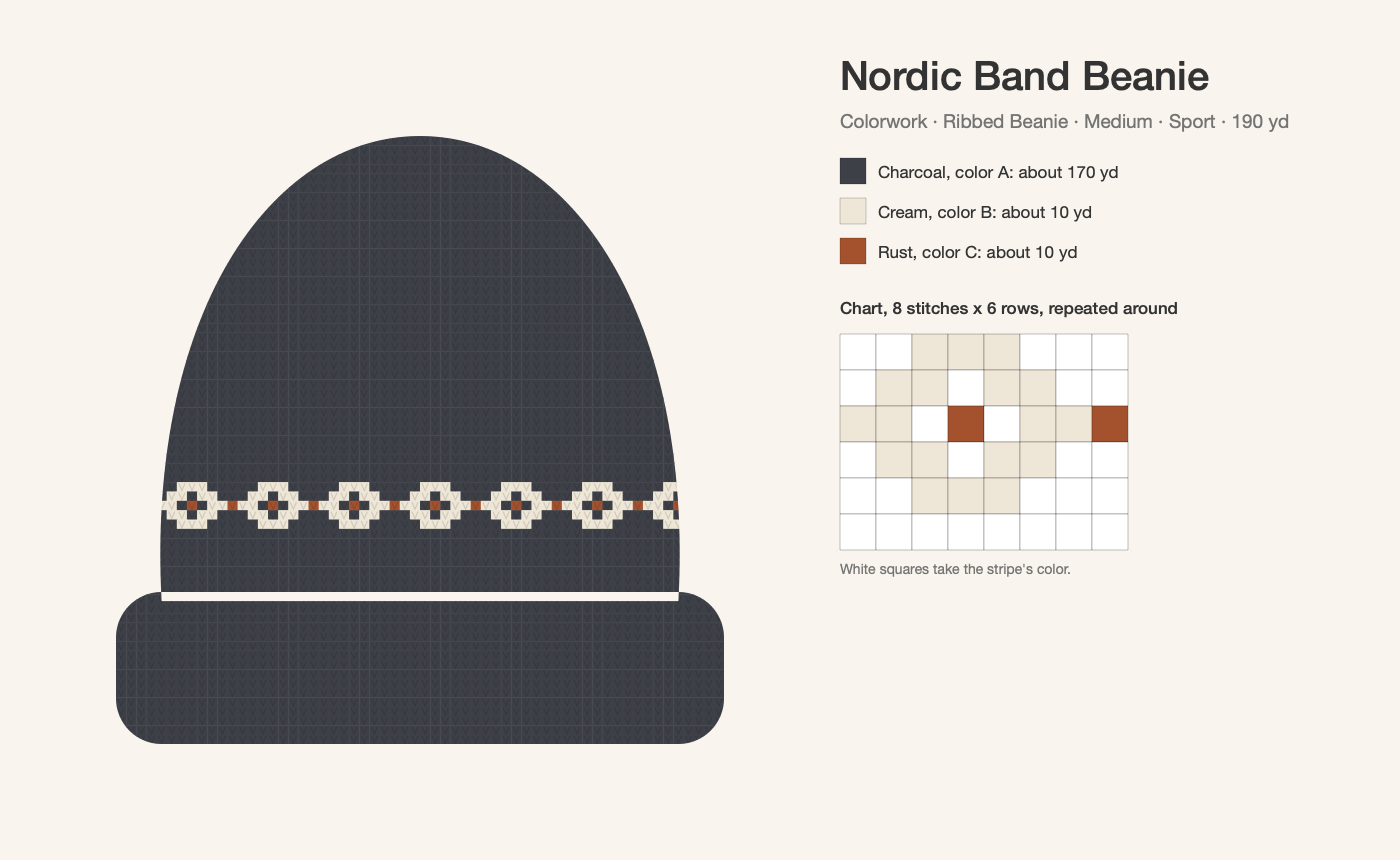 Nordic Band Beanie
Colorwork · Ribbed Beanie · Medium · Sport · 190 yd
Charcoal, color A: about 170 yd
Cream, color B: about 10 yd
Rust, color C: about 10 yd
Chart, 8 stitches x 6 rows, repeated around
White squares take the stripe's color.